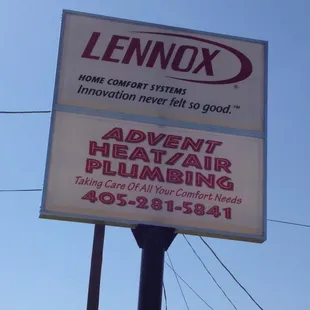 LENNOX
HOME COMFORT SYSTEMS
Innovation never felt so good.™
ADVENT
HEAT/AIR
PLUMBING
Taking Care Of All Your Comfort Needs
405-281-5841